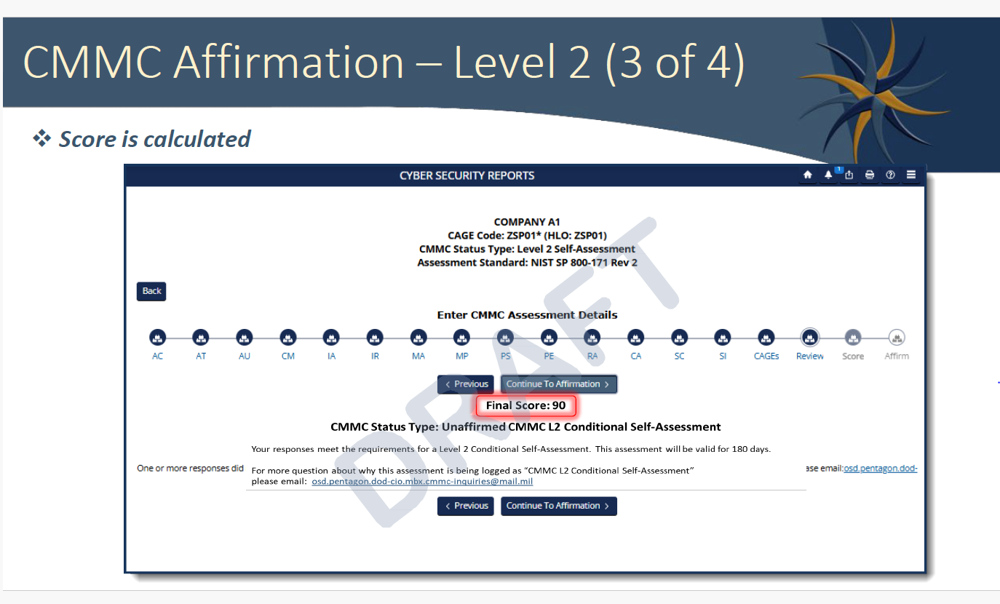 CMMC Affirmation – Level 2 (3 of 4)
❖ Score is calculated
CYBER SECURITY REPORTS
1
COMPANY A1
CAGE Code: ZSP01* (HLO: ZSP01)
CMMC Status Type: Level 2 Self-Assessment
Assessment Standard: NIST SP 800-171 Rev 2
Back
Enter CMMC Assessment Details
AC AT AU CM IA IR MA MP PS PE RA CA SC SI CAGEs Review Score Affirm
< Previous Continue To Affirmation >
Final Score: 90
CMMC Status Type: Unaffirmed CMMC L2 Conditional Self-Assessment
Your responses meet the requirements for a Level 2 Conditional Self-Assessment. This assessment will be valid for 180 days.
One or more responses did
For more question about why this assessment is being logged as “CMMC L2 Conditional Self-Assessment”
please email: osd.pentagon.dod-cio.mbx.cmmc-inquiries@mail.mil
ase email:osd.pentagon.dod-
< Previous Continue To Affirmation >
DRAFT